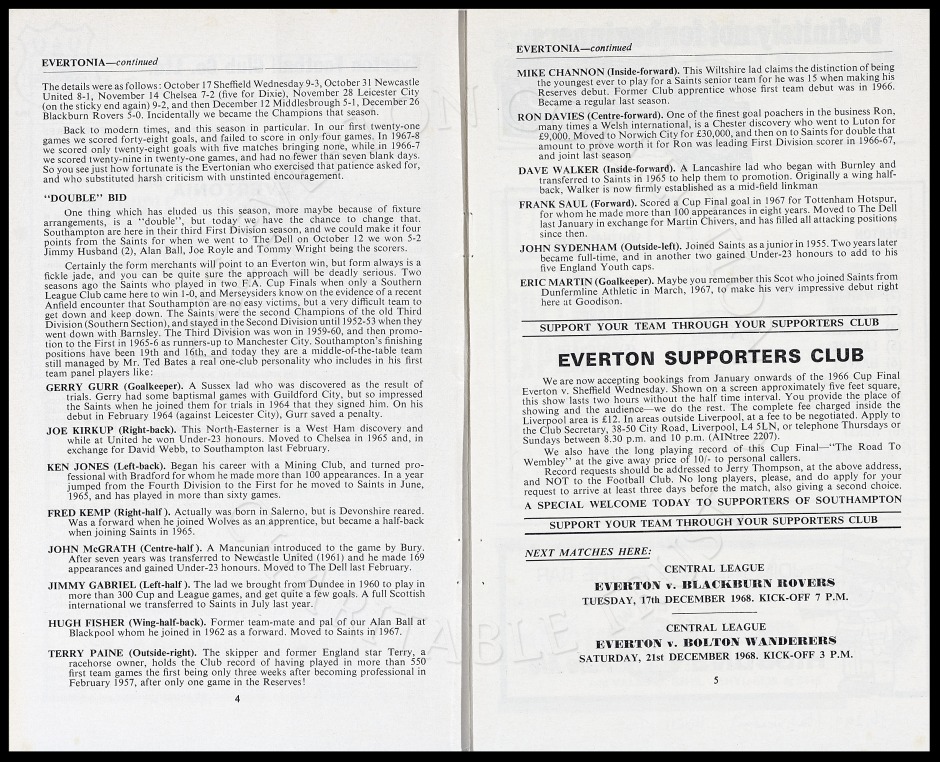 EVERTONIA—continued
The details were as follows: October 17 Sheffield Wednesday 9-3, October 31 Newcastle
United 8-1, November 14 Chelsea 7-2 (five for Dixie), November 28 Leicester City
(on the sticky end again) 9-2, and then December 12 Middlesbrough 5-1, December 26
Blackburn Rovers 5-0. Incidentally we became the Champions that season.
Back to modern times, and this season in particular. In our first twenty-one
games we scored forty-eight goals, and failed to score in only four games. In 1967-8
we scored only twenty-eight goals with five matches bringing none, while in 1966-7
we scored twenty-nine in twenty-one games, and had no fewer than seven blank days.
So you see just how fortunate is the Evertonian who exercised that patience asked for,
and who substituted harsh criticism with unstinted encouragement.
"DOUBLE" BID
One thing which has eluded us this season, more maybe because of fixture
arrangements, is a "double", but today we have the chance to change that.
Southampton are here in their third First Division season, and we could make it four
points from the Saints for when we went to The Dell on October 12 we won 5-2
Jimmy Husband (2), Alan Ball, Joe Royle and Tommy Wright being the scorers.
Certainly the form merchants will point to an Everton win, but form always is a
fickle jade, and you can be quite sure the approach will be deadly serious. Two
seasons ago the Saints who played in two F.A. Cup Finals when only a Southern
League Club came here to win 1-0, and Merseysiders know on the evidence of a recent
Anfield encounter that Southampton are no easy victims, but a very difficult team to
get down and keep down. The Saints were the second Champions of the old Third
Division (Southern Section), and stayed in the Second Division until 1952-53 when they
went down with Barnsley. The Third Division was won in 1959-60, and then promo-
tion to the First in 1965-6 as runners-up to Manchester City. Southampton's finishing
positions have been 19th and 16th, and today they are a middle-of-the-table team
still managed by Mr. Ted Bates a real one-club personality who includes in his first
team panel players like:
GERRY GURR (Goalkeeper). A Sussex lad who was discovered as the result of
trials. Gerry had some baptismal games with Guildford City, but so impressed
the Saints when he joined them for trials in 1964 that they signed him. On his
debut in February 1964 (against Leicester City), Gurr saved a penalty.
JOE KIRKUP (Right-back). This North-Easterner is a West Ham discovery and
while at United he won Under-23 honours. Moved to Chelsea in 1965 and, in
exchange for David Webb, to Southampton last February.
KEN JONES (Left-back). Began his career with a Mining Club, and turned pro-
fessional with Bradford for whom he made more than 100 appearances. In a year
jumped from the Fourth Division to the First for he moved to Saints in June,
1965, and has played in more than sixty games.
FRED KEMP (Right-half). Actually was born in Salerno, but is Devonshire reared.
Was a forward when he joined Wolves as an apprentice, but became a half-back
when joining Saints in 1965.
JOHN McGRATH (Centre-half). A Mancunian introduced to the game by Bury.
After seven years was transferred to Newcastle United (1961) and he made 169
appearances and gained Under-23 honours. Moved to The Dell last February.
JIMMY GABRIEL (Left-half). The lad we brought from Dundee in 1960 to play in
more than 300 Cup and League games, and get quite a few goals. A full Scottish
international we transferred to Saints in July last year.
HUGH FISHER (Wing-half-back). Former team-mate and pal of our Alan Ball at
Blackpool whom he joined in 1962 as a forward. Moved to Saints in 1967.
TERRY PAINE (Outside-right). The skipper and former England star Terry, a
racehorse owner, holds the Club record of having played in more than 550
first team games the first being only three weeks after becoming professional in
February 1957, after only one game in the Reserves!
4
EVERTONIA—continued
MIKE CHANNON (Inside-forward). This Wiltshire lad claims the distinction of being
the youngest ever to play for a Saints senior team for he was 15 when making his
Reserves debut. Former Club apprentice whose first team debut was in 1966.
Became a regular last season.
RON DAVIES (Centre-forward). One of the finest goal poachers in the business Ron,
many times a Welsh international, is a Chester discovery who went to Luton for
£9,000. Moved to Norwich City for £30,000, and then on to Saints for double that
amount to prove worth it for Ron was leading First Division scorer in 1966-67,
and joint last season
DAVE WALKER (Inside-forward). A Lancashire lad who began with Burnley and
transferred to Saints in 1965 to help them to promotion. Originally a wing half-
back, Walker is now firmly established as a mid-field linkman
FRANK SAUL (Forward). Scored a Cup Final goal in 1967 for Tottenham Hotspur,
for whom he made more than 100 appearances in eight years. Moved to The Dell
last January in exchange for Martin Chivers, and has filled all attacking positions
since then.
JOHN SYDENHAM (Outside-left). Joined Saints as a junior in 1955. Two years later
became full-time, and in another two gained Under-23 honours to add to his
five England Youth caps.
ERIC MARTIN (Goalkeeper). Maybe you remember this Scot who joined Saints from
Dunfermline Athletic in March, 1967, to make his very impressive debut right
here at Goodison.
SUPPORT YOUR TEAM THROUGH YOUR SUPPORTERS CLUB
EVERTON SUPPORTERS CLUB
We are now accepting bookings from January onwards of the 1966 Cup Final
Everton v. Sheffield Wednesday. Shown on a screen approximately five feet square,
this show lasts two hours without the half time interval. You provide the place of
showing and the audience—we do the rest. The complete fee charged inside the
Liverpool area is £12. In areas outside Liverpool, at a fee to be negotiated. Apply to
the Club Secretary, 38-50 City Road, Liverpool, L4 5LN, or telephone Thursdays or
Sundays between 8.30 p.m. and 10 p.m. (AINtree 2207).
We also have the long playing record of this Cup Final—"The Road To
Wembley" at the give away price of 10/- to personal callers.
Record requests should be addressed to Jerry Thompson, at the above address,
and NOT to the Football Club. No long players, please, and do apply for your
request to arrive at least three days before the match, also giving a second choice.
A SPECIAL WELCOME TODAY TO SUPPORTERS OF SOUTHAMPTON
SUPPORT YOUR TEAM THROUGH YOUR SUPPORTERS CLUB
NEXT MATCHES HERE:
CENTRAL LEAGUE
EVERTON v. BLACKBURN ROVERS
TUESDAY, 17th DECEMBER 1968. KICK-OFF 7 P.M.
CENTRAL LEAGUE
EVERTON v. BOLTON WANDERERS
SATURDAY, 21st DECEMBER 1968. KICK-OFF 3 P.M.
5